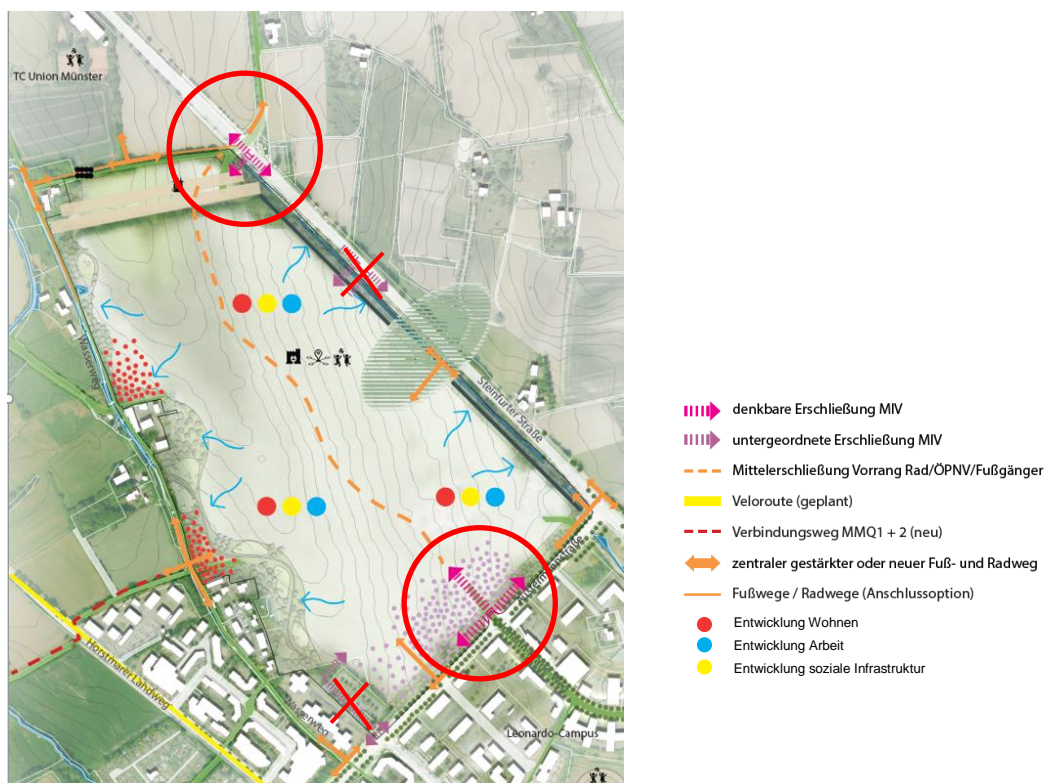 TC Union Münster
Wasserweg
Steinfurter Straße
Horstmarer Landweg
Wasserweg
Leonardo-Campus
denkbare Erschließung MIV
untergeordnete Erschließung MIV
Mittelerschließung Vorrang Rad/ÖPNV/Fußgänger
Veloroute (geplant)
Verbindungsweg MMQ1 + 2 (neu)
zentraler gestärkter oder neuer Fuß- und Radweg
Fußwege / Radwege (Anschlussoption)
Entwicklung Wohnen
Entwicklung Arbeit
Entwicklung soziale Infrastruktur